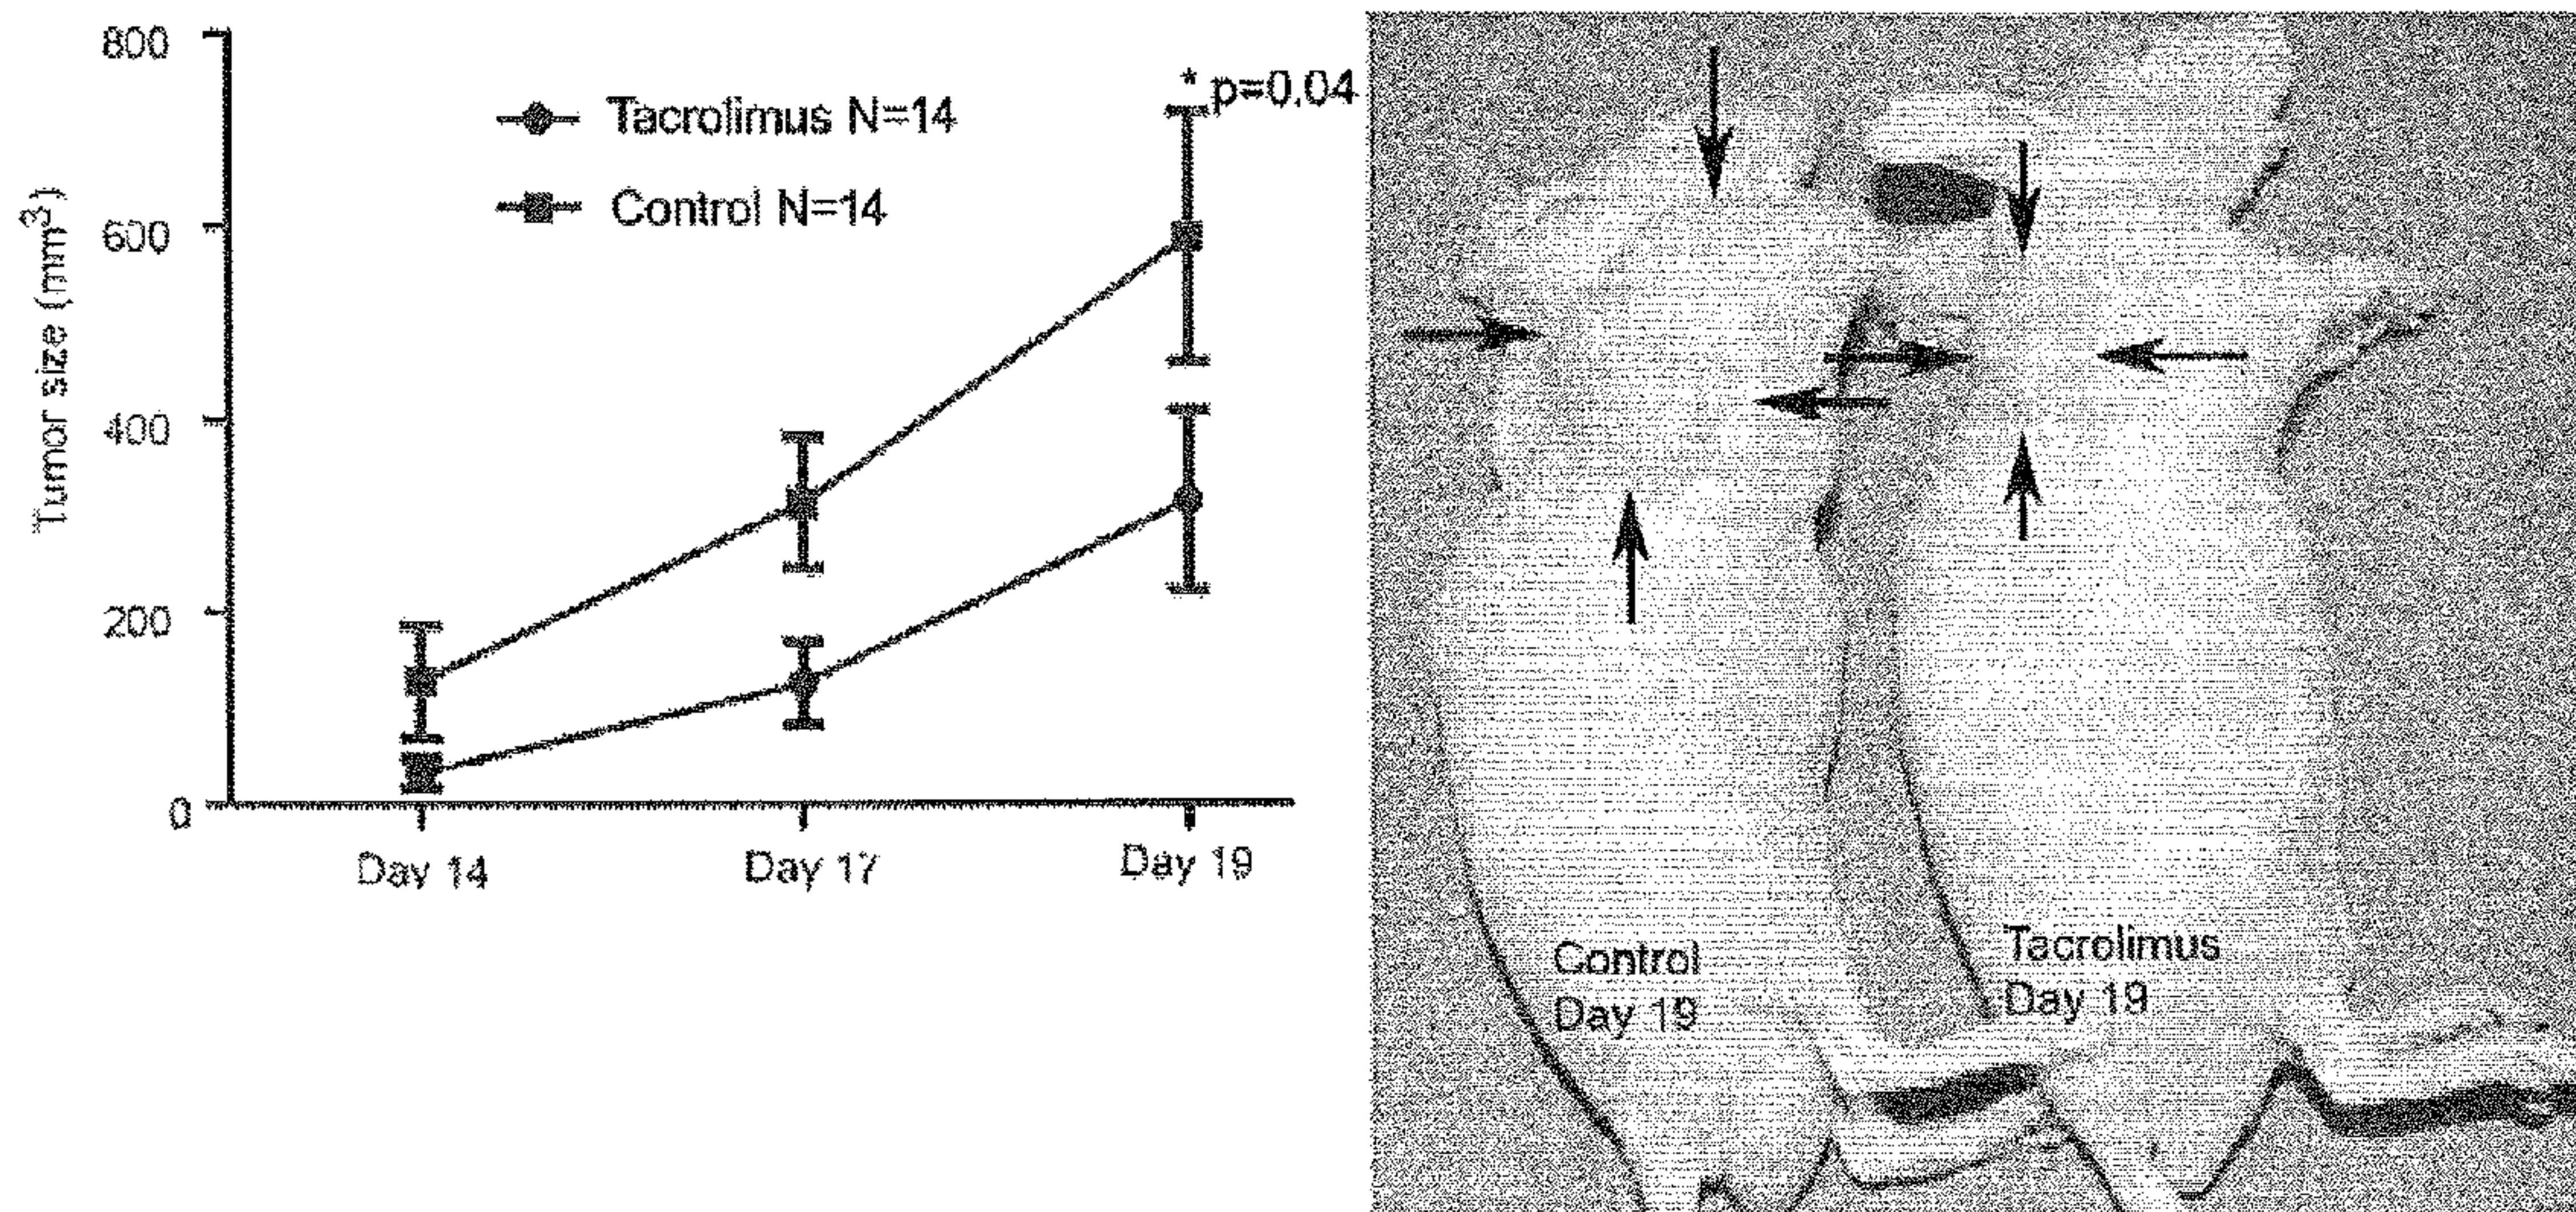 800
600
400
200
0
Tumor size (mm³)
Tacrolimus N=14
Control N=14
* p=0.04
Day 14
Day 17
Day 19
Control
Day 19
Tacrolimus
Day 19